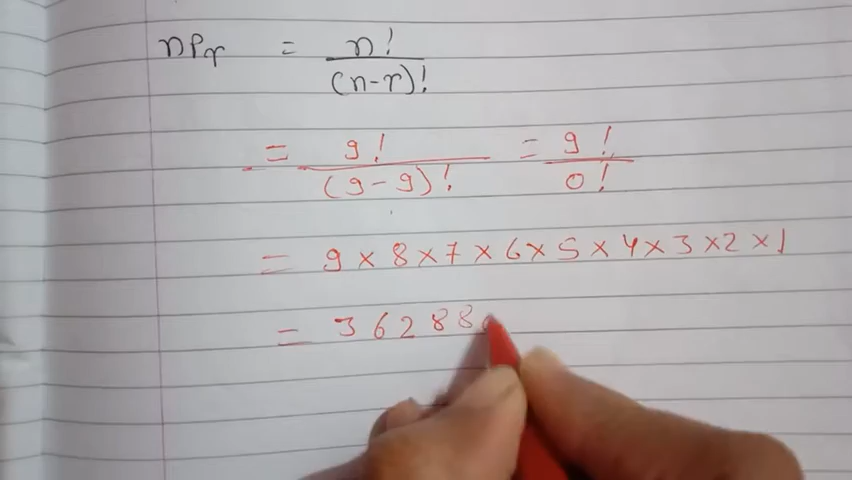 nPr = n! / (n-r)!
= 9! / (9-9)! = 9! / 0!
= 9 × 8 × 7 × 6 × 5 × 4 × 3 × 2 × 1
= 36288